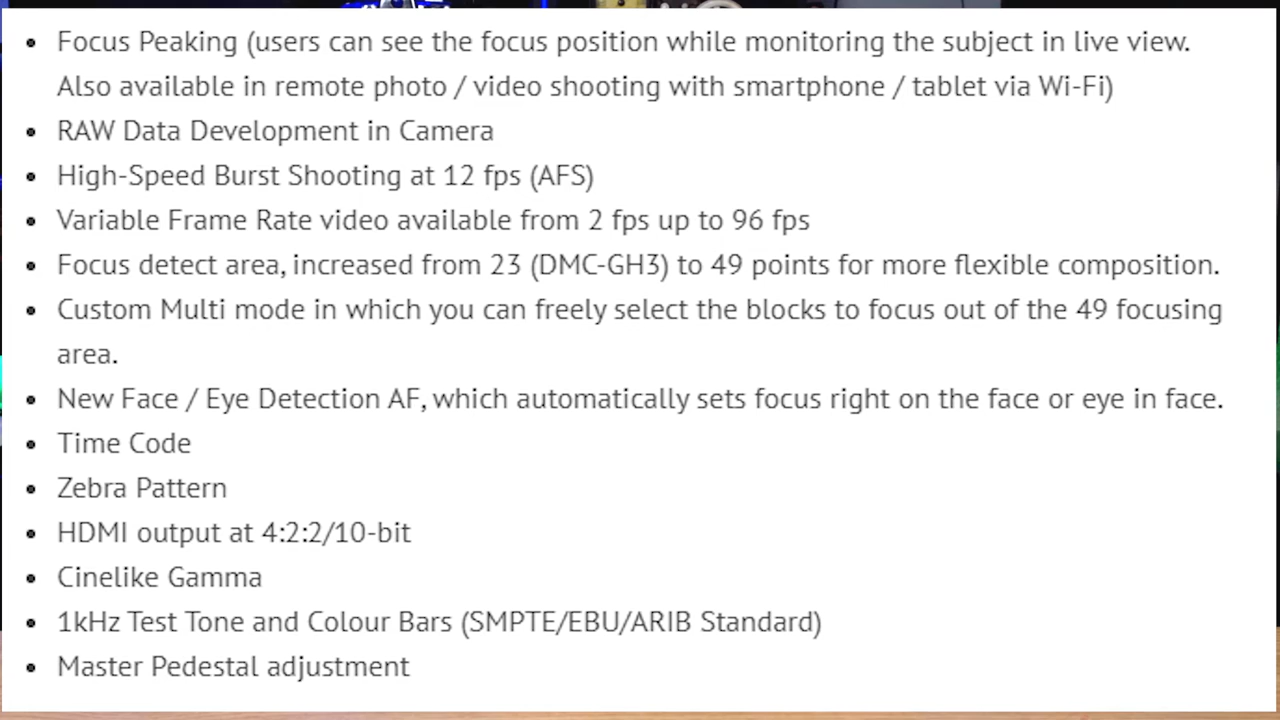 • Focus Peaking (users can see the focus position while monitoring the subject in live view.
Also available in remote photo / video shooting with smartphone / tablet via Wi-Fi)
• RAW Data Development in Camera
• High-Speed Burst Shooting at 12 fps (AFS)
• Variable Frame Rate video available from 2 fps up to 96 fps
• Focus detect area, increased from 23 (DMC-GH3) to 49 points for more flexible composition.
• Custom Multi mode in which you can freely select the blocks to focus out of the 49 focusing
area.
• New Face / Eye Detection AF, which automatically sets focus right on the face or eye in face.
• Time Code
• Zebra Pattern
• HDMI output at 4:2:2/10-bit
• Cinelike Gamma
• 1kHz Test Tone and Colour Bars (SMPTE/EBU/ARIB Standard)
• Master Pedestal adjustment